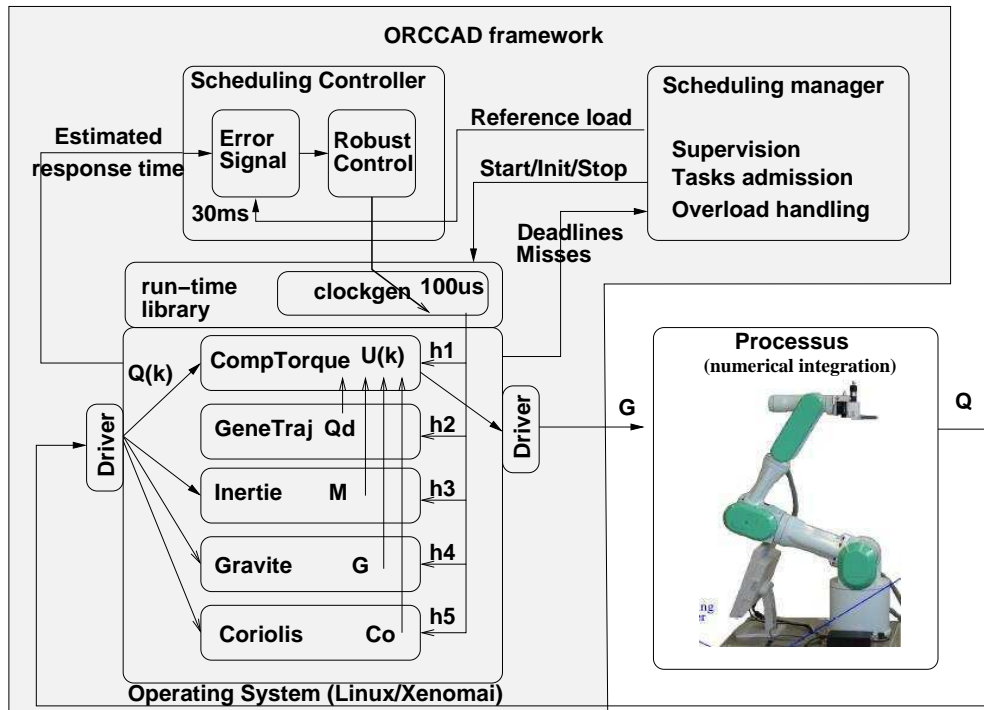 ORCCAD framework
Scheduling Controller
Error
Signal
Robust
Control
30ms
Estimated
response time
Reference load
Start/Init/Stop
Scheduling manager
Supervision
Tasks admission
Overload handling
Deadlines
Misses
run-time
library
clockgen
100us
Q(k)
CompTorque U(k)
h1
GeneTraj Qd
h2
Inertie M
h3
Gravite G
h4
Coriolis Co
h5
Driver
Driver
G
Processus
(numerical integration)
Q
ng
er
Operating System (Linux/Xenomai)